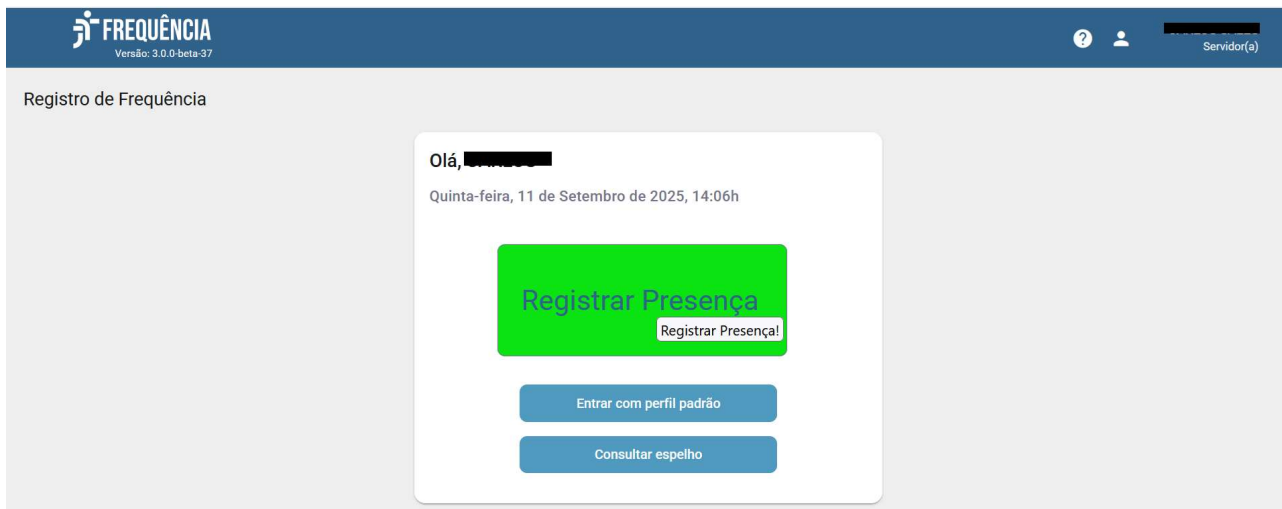 FREQUÊNCIA
Versão: 3.0.0-beta-37
Servidor(a)
Registro de Frequência
Olá,
Quinta-feira, 11 de Setembro de 2025, 14:06h
Registrar Presença
Registrar Presença!
Entrar com perfil padrão
Consultar espelho